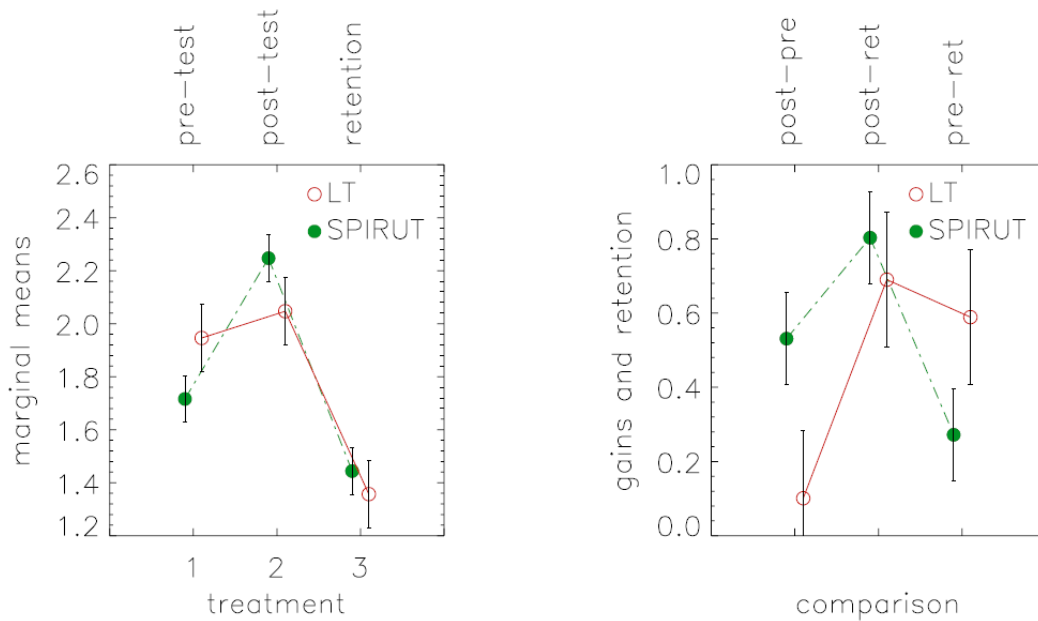 pre-test
post-test
retention
2.6
2.4
2.2
2.0
1.8
1.6
1.4
1.2
marginal means
LT
SPIRUT
1 2 3
treatment
post-pre
post-ret
pre-ret
1.0
0.8
0.6
0.4
0.2
0.0
gains and retention
LT
SPIRUT
comparison